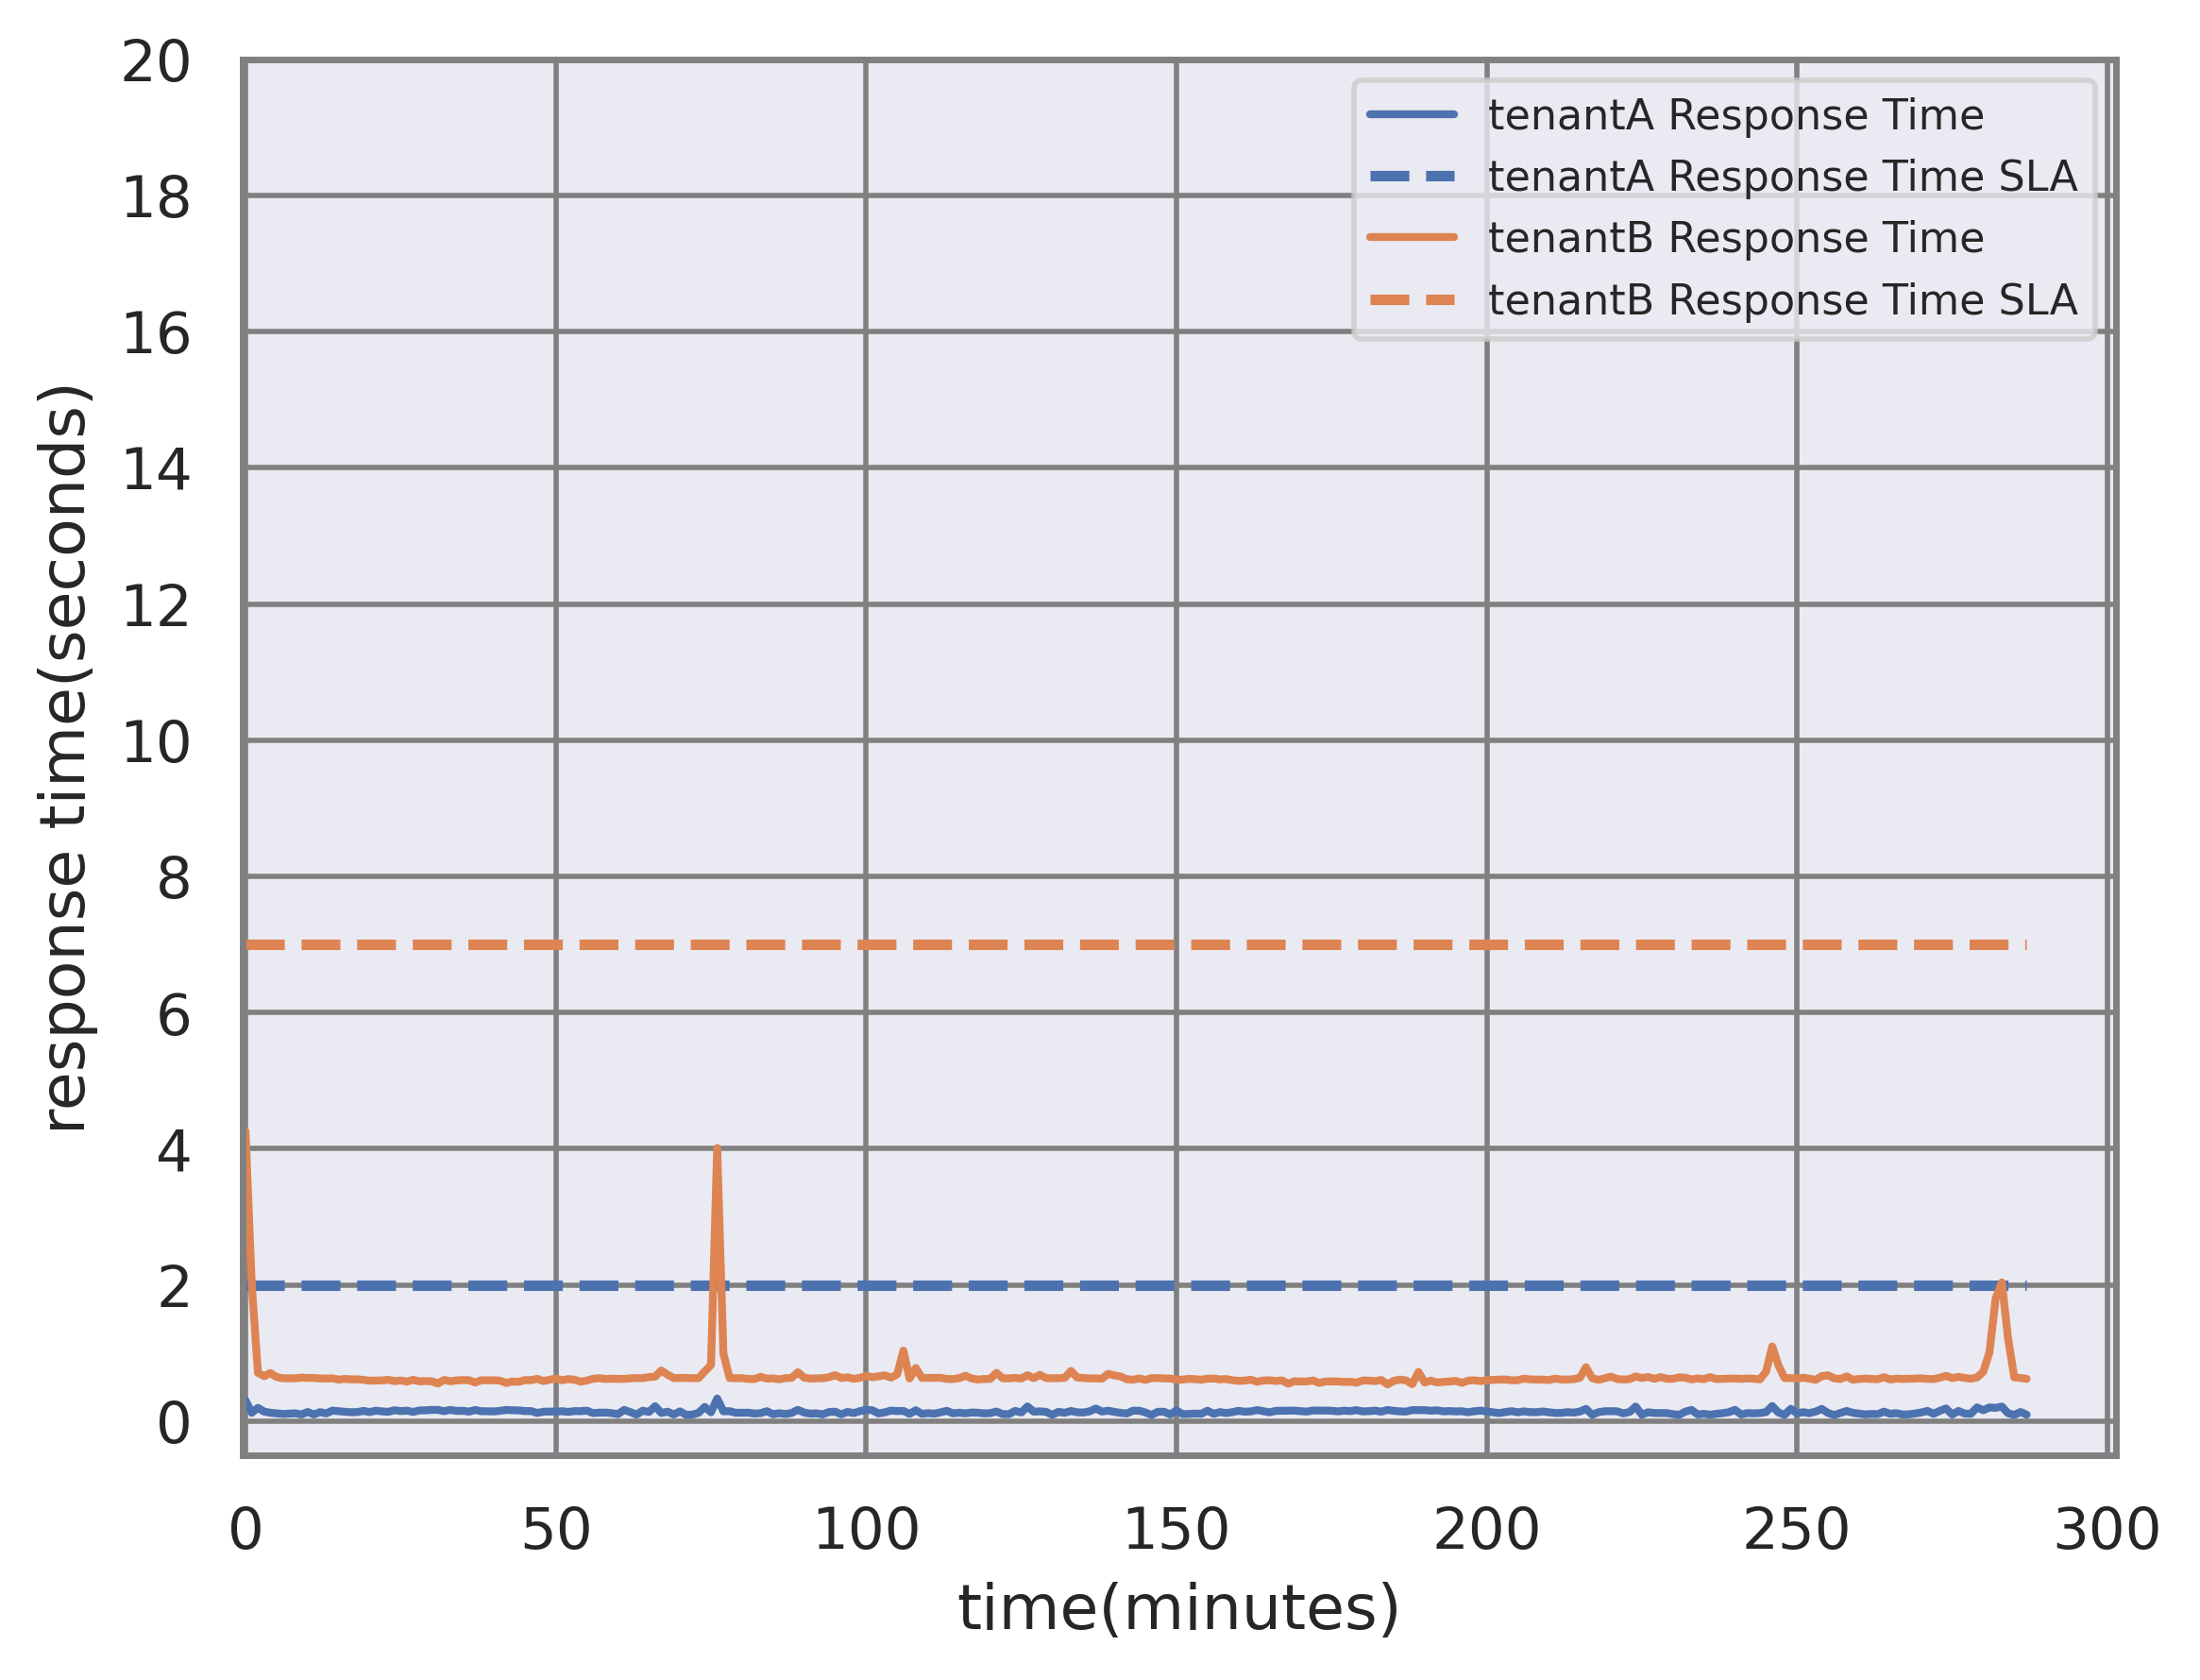 20
18
16
14
12
10
8
6
4
2
0
response time(seconds)
tenantA Response Time
tenantA Response Time SLA
tenantB Response Time
tenantB Response Time SLA
0 50 100 150 200 250 300
time(minutes)